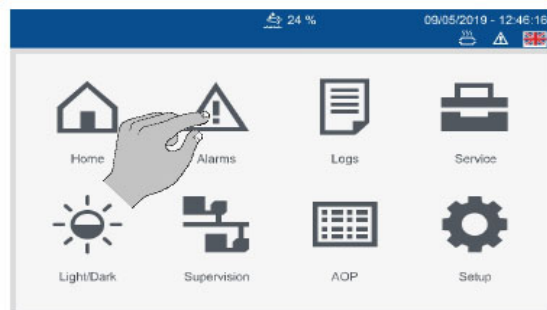 24 %
09/05/2019 - 12:46:16
Home
Alarms
Logs
Service
Light/Dark
Supervision
AOP
Setup